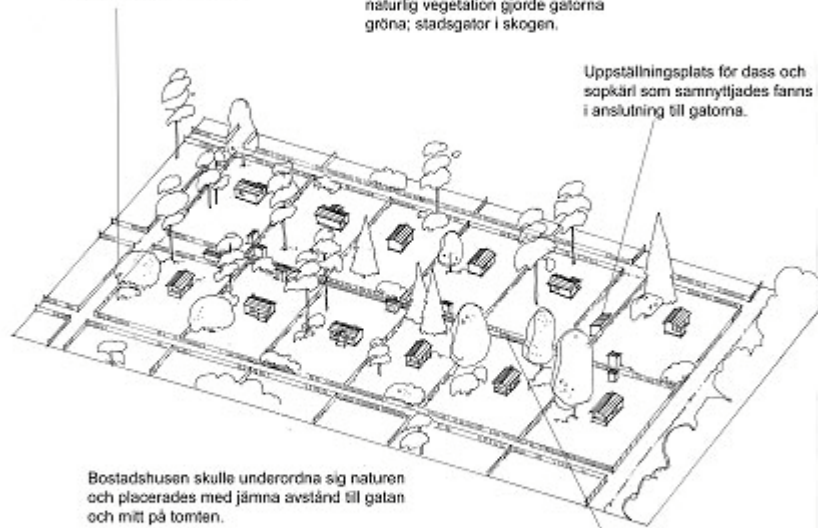 naturlig vegetation gjorde gatorna
gröna; stadsgator i skogen.
Uppställningsplats för dass och
sopkärl som samnyttjades fanns
i anslutning till gatorna.
Bostadshusen skulle underordna sig naturen
och placerades med jämna avstånd till gatan
och mitt på tomten.